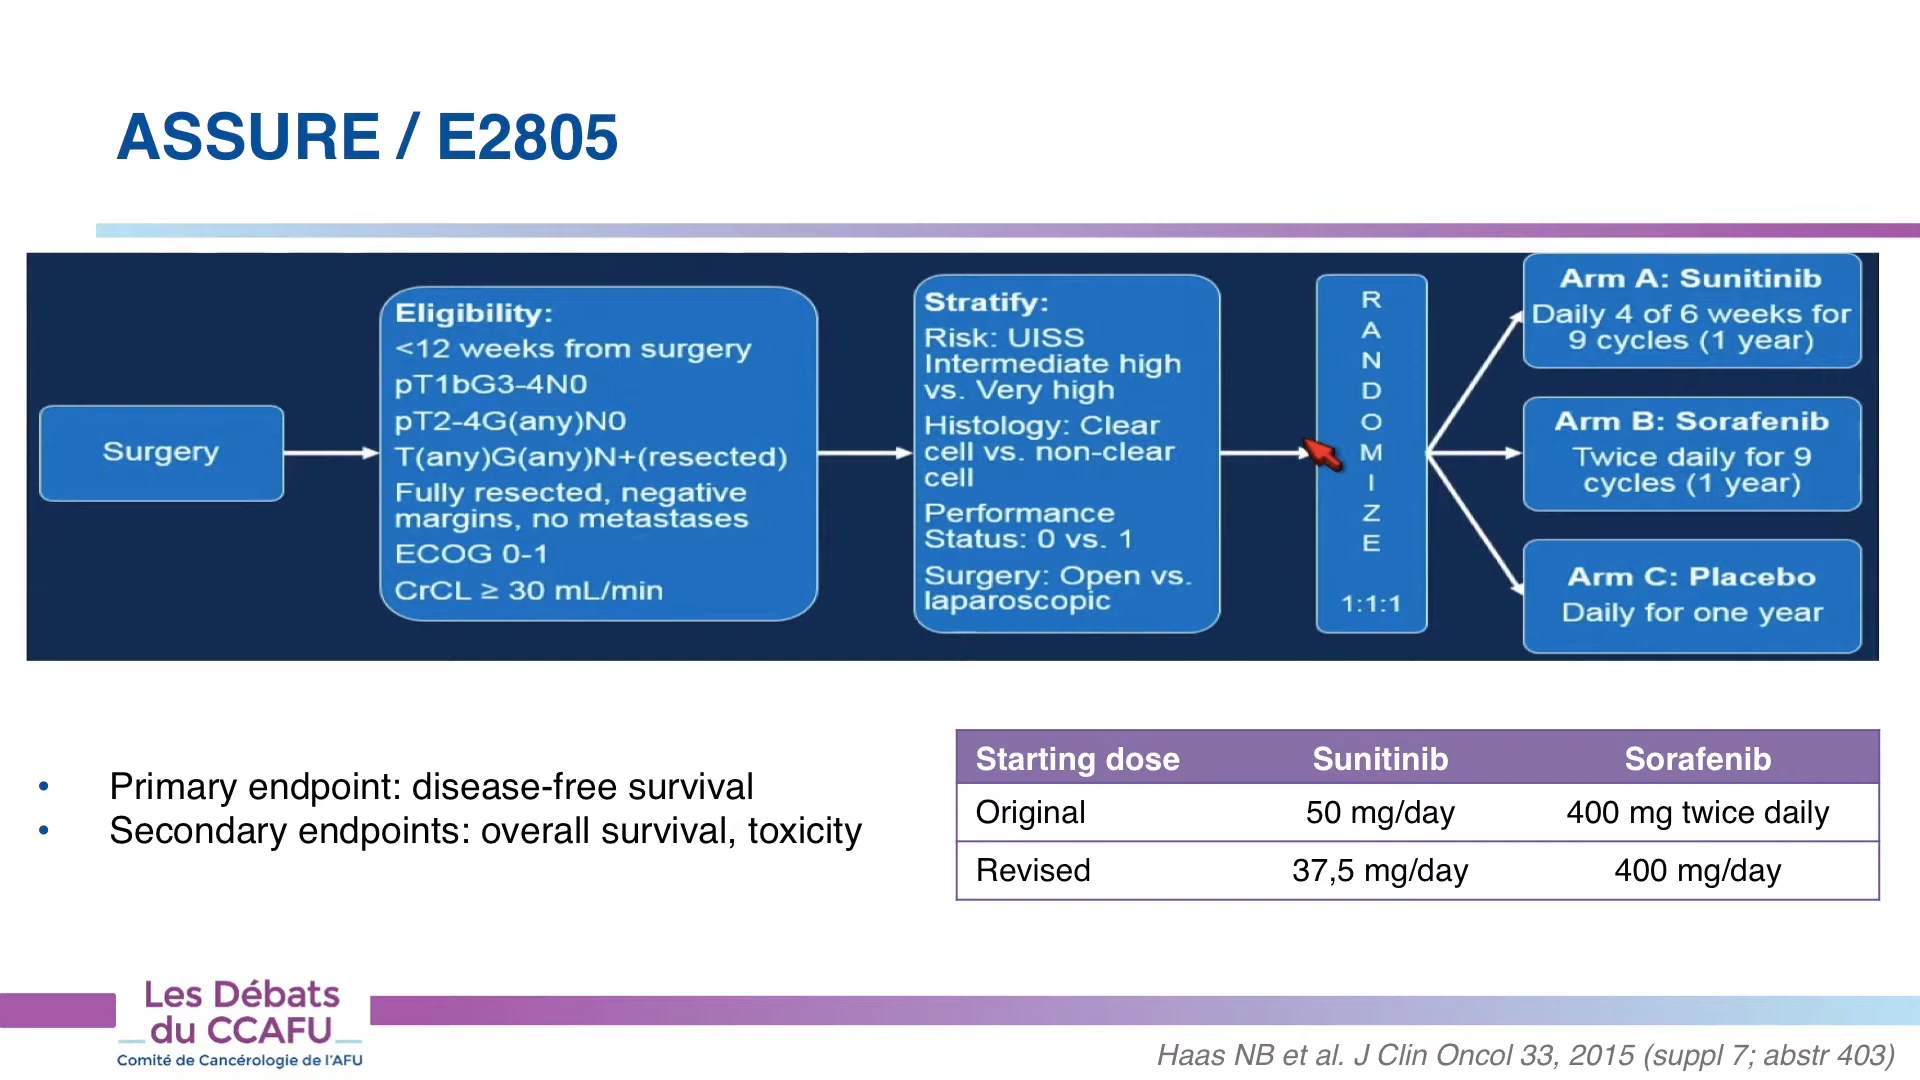 ASSURE / E2805
Surgery
Eligibility:
<12 weeks from surgery
pT1bG3-4N0
pT2-4G(any)N0
T(any)G(any)N+(resected)
Fully resected, negative
margins, no metastases
ECOG 0-1
CrCL ≥ 30 mL/min
Stratify:
Risk: UISS
Intermediate high
vs. Very high
Histology: Clear
cell vs. non-clear
cell
Performance
Status: 0 vs. 1
Surgery: Open vs.
laparoscopic
R
A
N
D
O
M
I
Z
E
1:1:1
Arm A: Sunitinib
Daily 4 of 6 weeks for
9 cycles (1 year)
Arm B: Sorafenib
Twice daily for 9
cycles (1 year)
Arm C: Placebo
Daily for one year
• Primary endpoint: disease-free survival
• Secondary endpoints: overall survival, toxicity
Starting dose Sunitinib Sorafenib
Original 50 mg/day 400 mg twice daily
Revised 37,5 mg/day 400 mg/day
Les Débats
du CCAFU
Comité de Cancérologie de l'AFU
Haas NB et al. J Clin Oncol 33, 2015 (suppl 7; abstr 403)